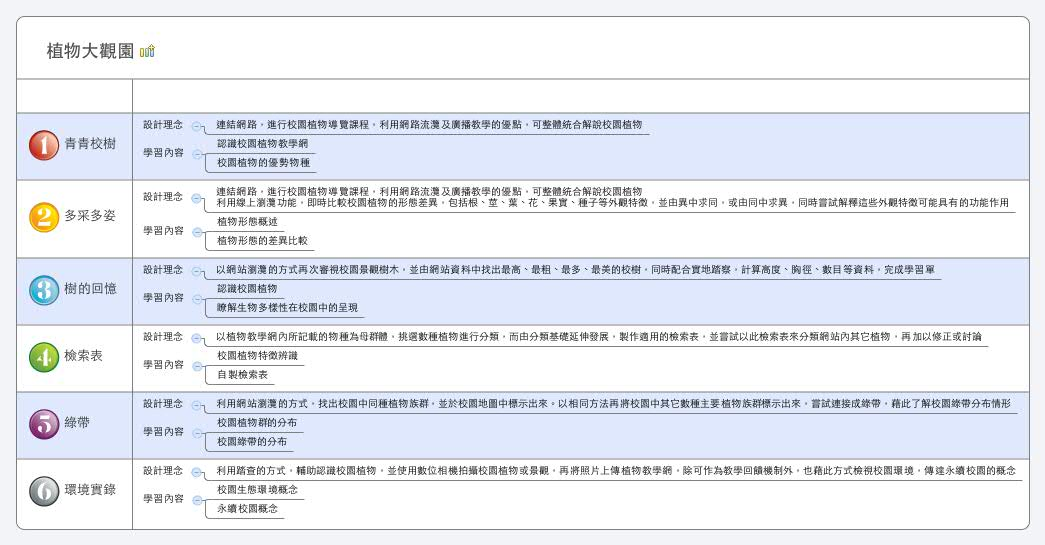 植物大觀園
1
青青校樹
設計理念
連結網路，進行校園植物導覽課程，利用網路流灠及廣播教學的優點，可整體統合解說校園植物
學習內容
認識校園植物教學網
校園植物的優勢物種
2
多采多姿
設計理念
連結網路，進行校園植物導覽課程，利用網路流灠及廣播教學的優點，可整體統合解說校園植物
利用線上瀏灠功能，即時比較校園植物的形態差異，包括根、莖、葉、花、果實、種子等外觀特徵，並由異中求同，或由同中求異，同時嘗試解釋這些外觀特徵可能具有的功能作用
學習內容
植物形態概述
植物形態的差異比較
3
樹的回憶
設計理念
以網站瀏灠的方式再次審視校園景觀樹木，並由網站資料中找出最高、最粗、最多、最美的校樹，同時配合實地踏察，計算高度、胸徑、數目等資料，完成學習單
學習內容
認識校園植物
瞭解生物多樣性在校園中的呈現
4
檢索表
設計理念
以植物教學網內所記載的物種為母群體，挑選數種植物進行分類，而由分類基礎延伸發展，製作適用的檢索表，並嘗試以此檢索表來分類網站內其它植物，再加以修正或討論
學習內容
校園植物特徵辨識
自製檢索表
5
綠帶
設計理念
利用網站瀏灠的方式，找出校園中同種植物族群，並於校園地圖中標示出來。以相同方法再將校園中其它數種主要植物族群標示出來，嘗試連接成綠帶，藉此了解校園綠帶分布情形
學習內容
校園植物群的分布
校園綠帶的分布
6
環境實錄
設計理念
利用踏查的方式，輔助認識校園植物，並使用數位相機拍攝校園植物或景觀，再將照片上傳植物教學網，除可作為教學回饋機制外，也藉此方式檢視校園環境，傳達永續校園的概念
學習內容
校園生態環境概念
永續校園概念